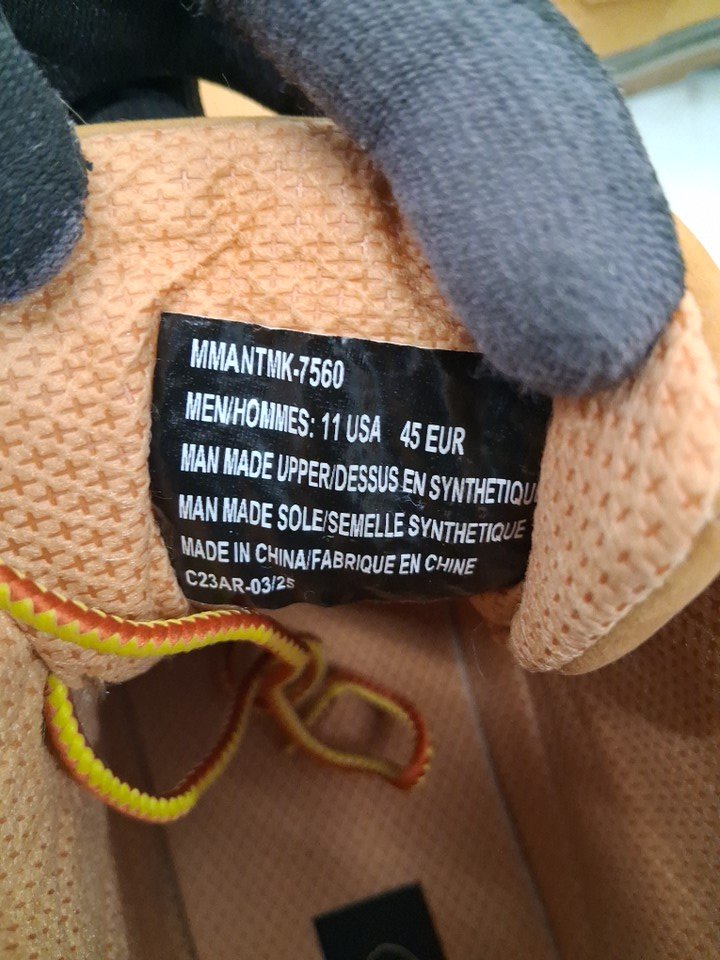 MMANTMK-7560
MEN/HOMMES: 11 USA 45 EUR
MAN MADE UPPER/DESSUS EN SYNTHETIQU
MAN MADE SOLE/SEMELLE SYNTHETIQUE
MADE IN CHINA/FABRIQUE EN CHINE
C23AR-03/25